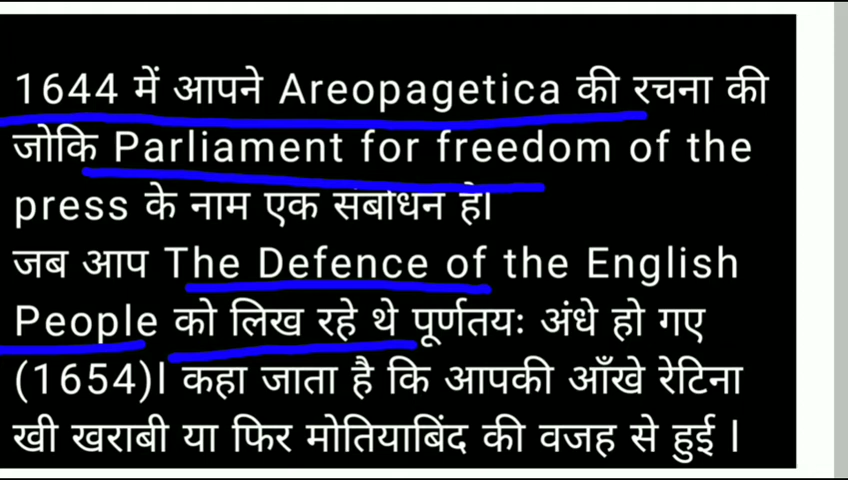 1644 में आपने Areopagetica की रचना की
जोकि Parliament for freedom of the
press के नाम एक संबोधन है।
जब आप The Defence of the English
People को लिख रहे थे पूर्णतयः अंधे हो गए
(1654)। कहा जाता है कि आपकी आँखे रेटिना
खी खराबी या फिर मोतियाबिंद की वजह से हुई ।